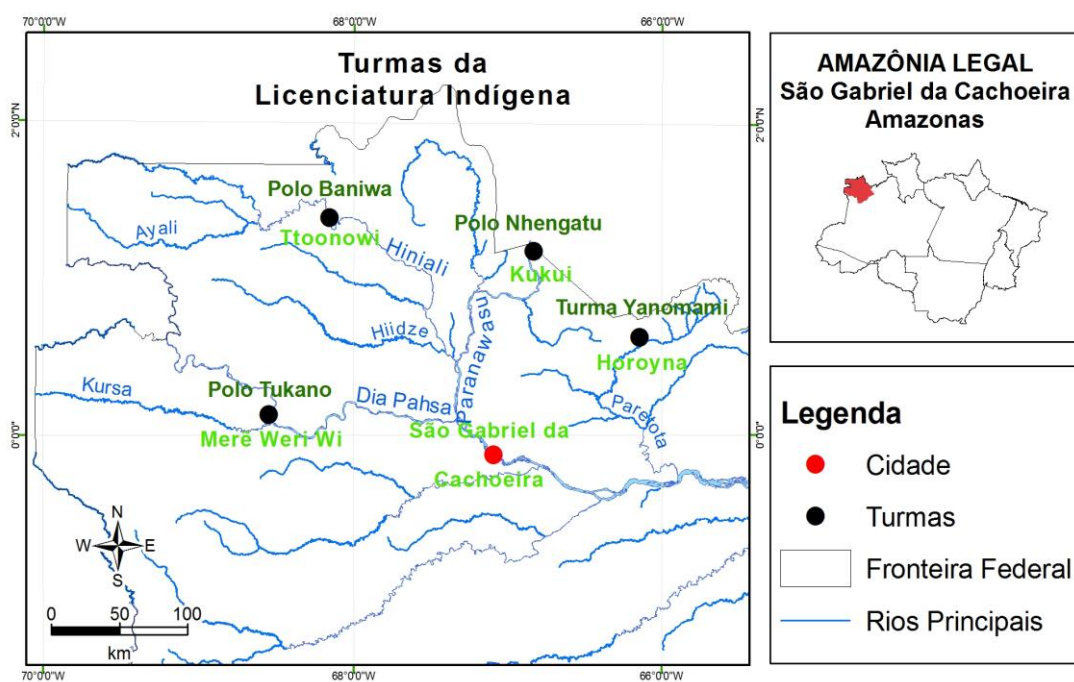 70°0'0"W
68°0'0"W
66°0'0"W
Turmas da
Licenciatura Indígena
2°0'0"N
2°0'0"N
Polo Baniwa
Ttoonowi
Ayali
Hiniali
Polo Nhengatu
Kukui
Turma Yanomami
Horoyna
Hiidze
Paranawasu
Polo Tukano
Kursa
Dia Pahsa
Paretota
Mere Weri Wi
São Gabriel da
Cachoeira
0°0'0"
0°0'0"
N
W
E
S
0 50 100
km
70°0'0"W
68°0'0"W
66°0'0"W
AMAZÔNIA LEGAL
São Gabriel da Cachoeira
Amazonas
Legenda
Cidade
Turmas
Fronteira Federal
Rios Principais